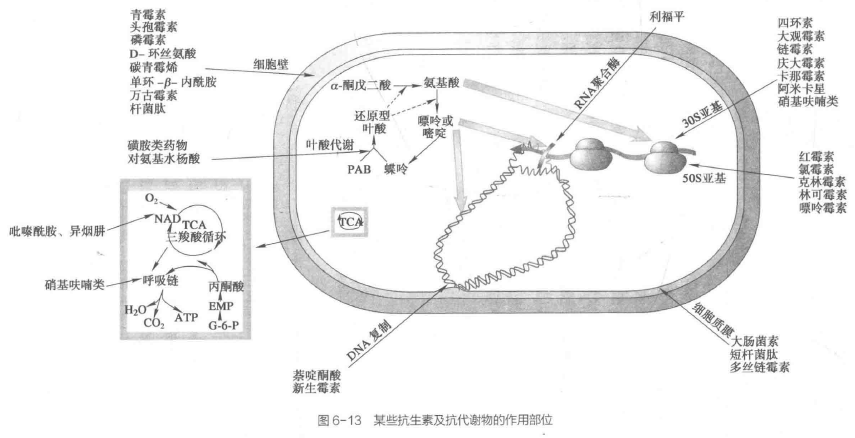 青霉素
头孢霉素
磷霉素
D-环丝氨酸
碳青霉烯
单环-β-内酰胺
万古霉素
杆菌肽
细胞壁
利福平
RNA聚合酶
四环素
大观霉素
链霉素
庆大霉素
卡那霉素
阿米卡星
硝基呋喃类
30S亚基
50S亚基
红霉素
氯霉素
克林霉素
林可霉素
嘌呤霉素
α-酮戊二酸
氨基酸
还原型
叶酸
嘌呤或
嘧啶
磺胺类药物
对氨基水杨酸
叶酸代谢
PAB
蝶呤
TCA
O₂
NAD
TCA
三羧酸循环
吡嗪酰胺、异烟肼
硝基呋喃类
呼吸链
丙酮酸
H₂O
CO₂
ATP
EMP
G-6-P
DNA复制
萘啶酮酸
新生霉素
细胞质膜
大肠菌素
短杆菌肽
多丝链霉素
图6-13 某些抗生素及抗代谢物的作用部位